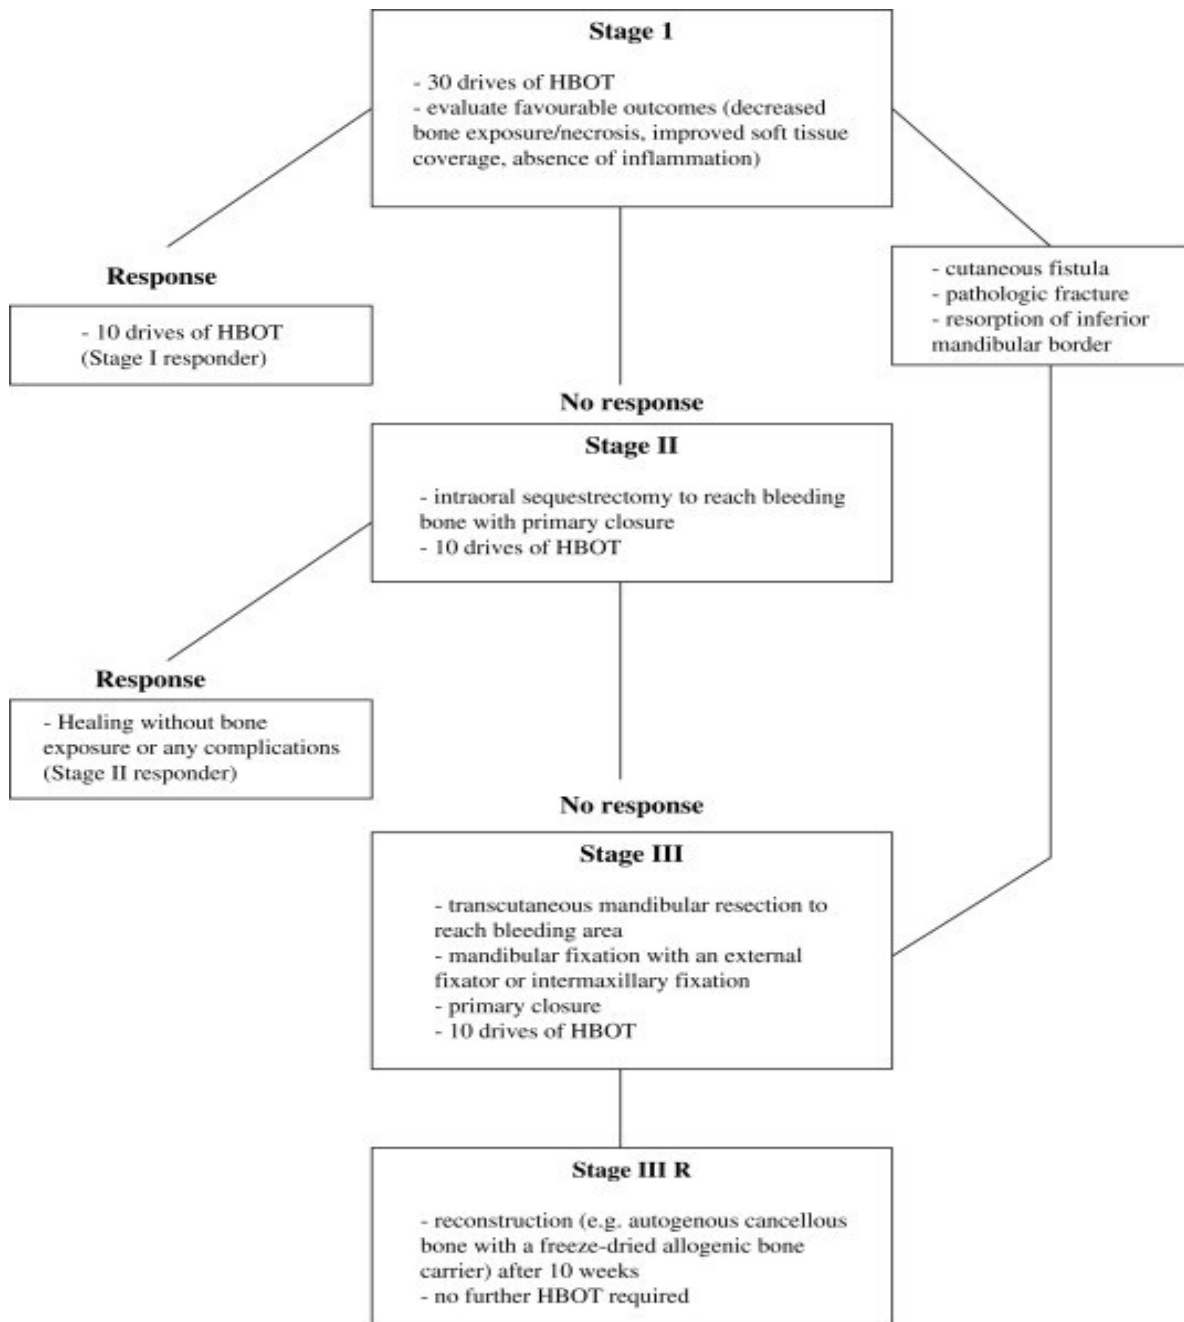 Stage 1
- 30 drives of HBOT
- evaluate favourable outcomes (decreased
bone exposure/necrosis, improved soft tissue
coverage, absence of inflammation)
Response
- 10 drives of HBOT
(Stage I responder)
- cutaneous fistula
- pathologic fracture
- resorption of inferior
mandibular border
No response
Stage II
- intraoral sequestrectomy to reach bleeding
bone with primary closure
- 10 drives of HBOT
Response
- Healing without bone
exposure or any complications
(Stage II responder)
No response
Stage III
- transcutaneous mandibular resection to
reach bleeding area
- mandibular fixation with an external
fixator or intermaxillary fixation
- primary closure
- 10 drives of HBOT
Stage III R
- reconstruction (e.g. autogenous cancellous
bone with a freeze-dried allogenic bone
carrier) after 10 weeks
- no further HBOT required